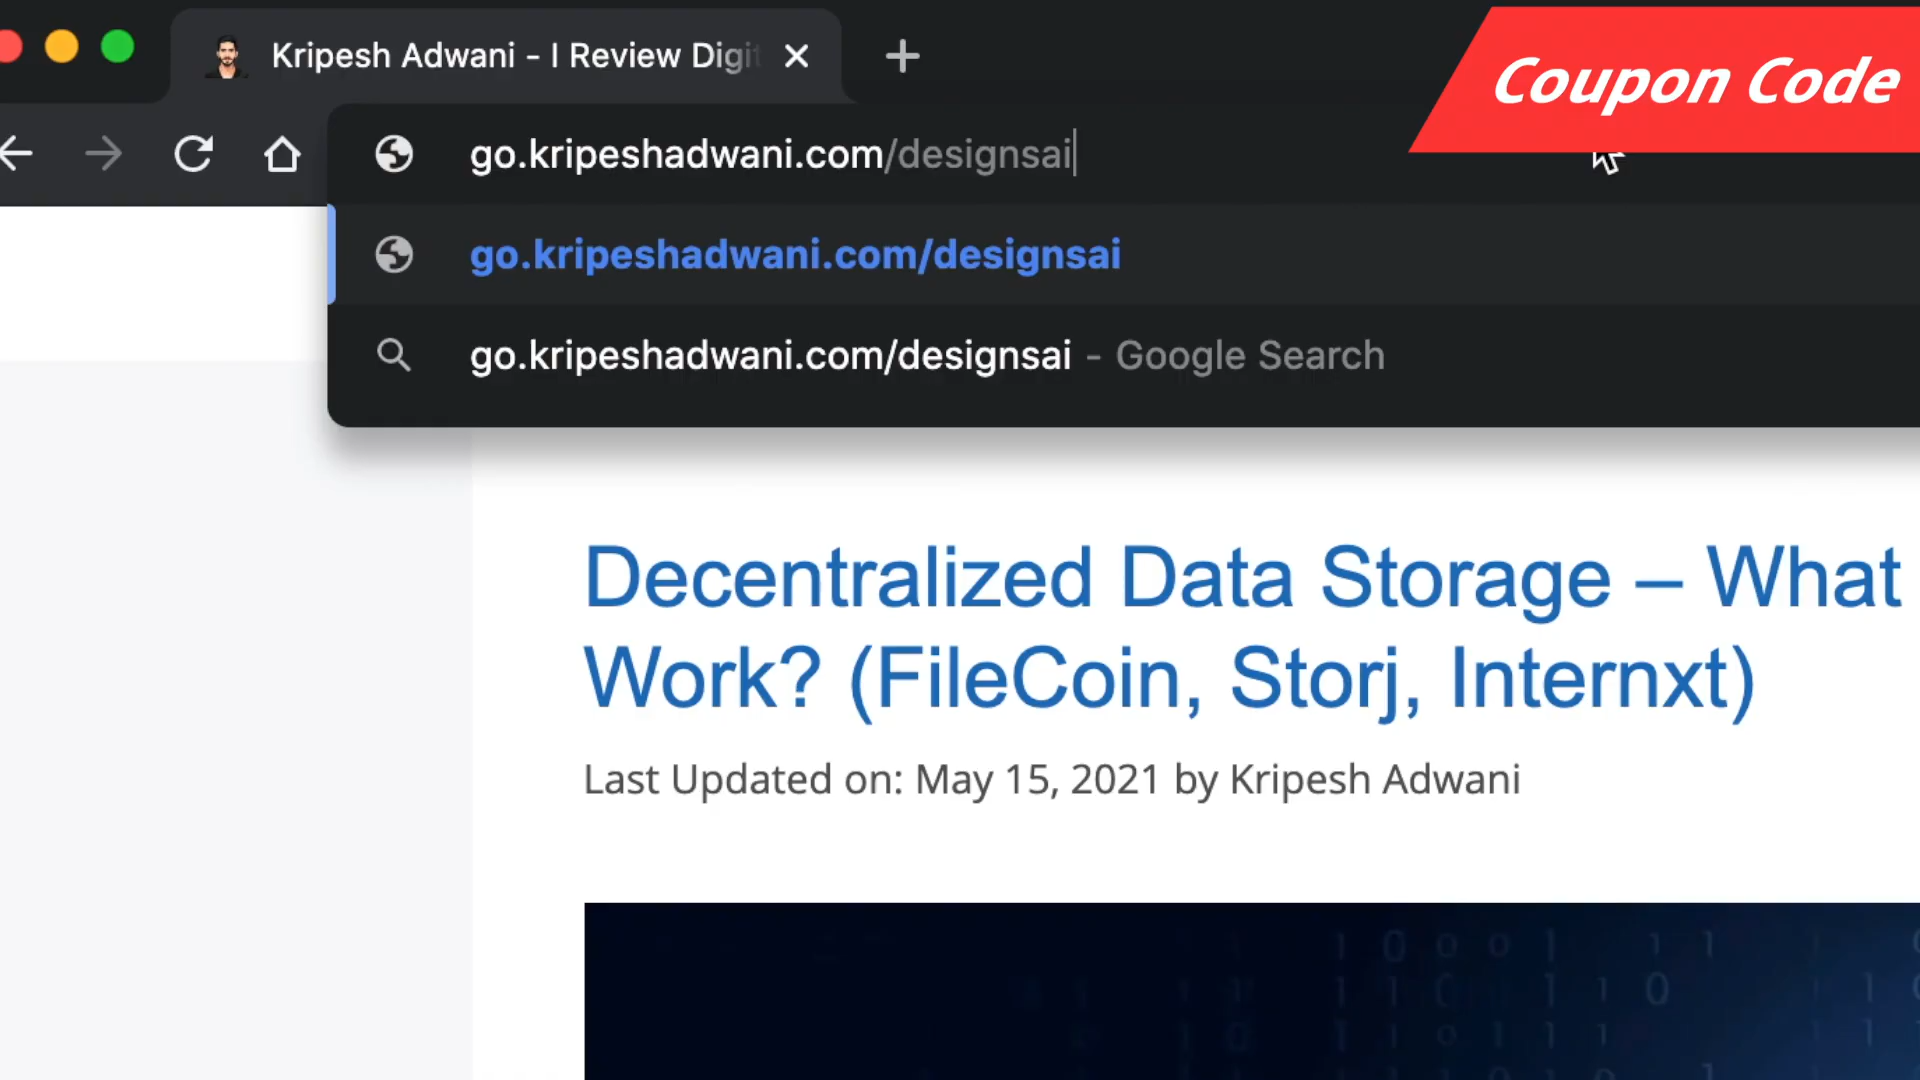 Kripesh Adwani - I Review Digit
Coupon Code
go.kripeshadwani.com/designsai
go.kripeshadwani.com/designsai
go.kripeshadwani.com/designsai - Google Search
Decentralized Data Storage – What
Work? (FileCoin, Storj, Internxt)
Last Updated on: May 15, 2021 by Kripesh Adwani